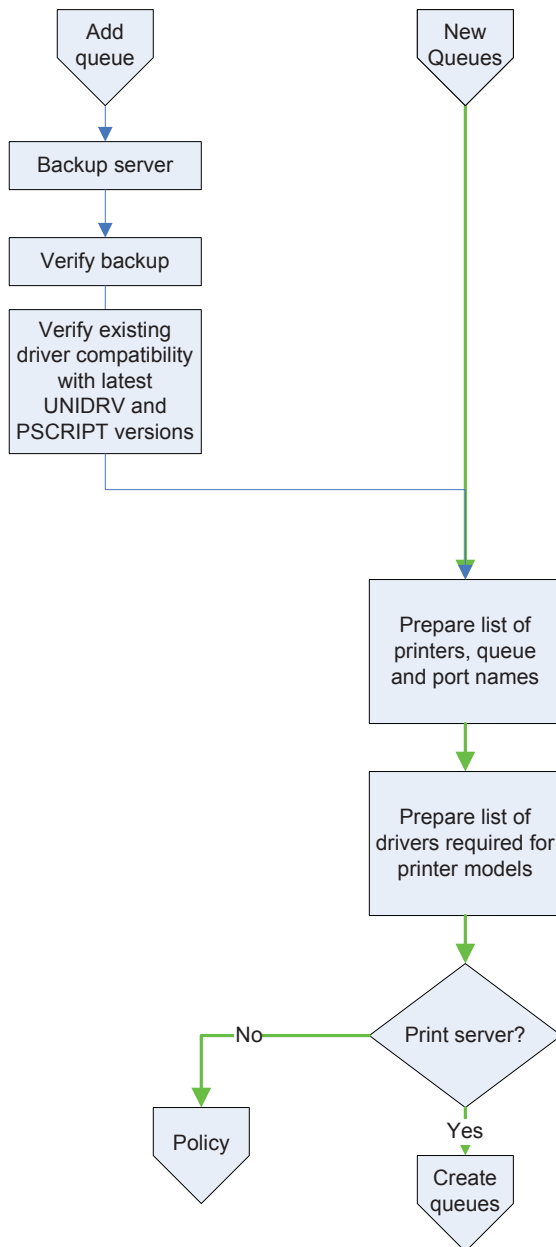 Add
queue
New
Queues
Backup server
Verify backup
Verify existing
driver compatibility
with latest
UNIDRV and
PSCRIPT versions
Prepare list of
printers, queue
and port names
Prepare list of
drivers required for
printer models
Print server?
No
Policy
Yes
Create
queues